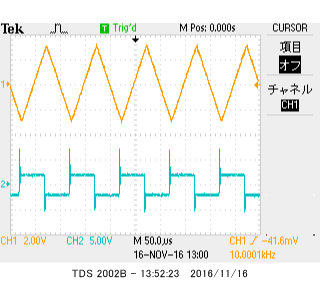 Tek T Trig'd M Pos: 0.000s CURSOR
項目
オフ
チャネル
CH1
1
2
CH1 2.00V CH2 5.00V M 50.0µs CH1 / -41.6mV
16-NOV-16 13:00 10.0001kHz
TDS 2002B - 13:52:23 2016/11/16